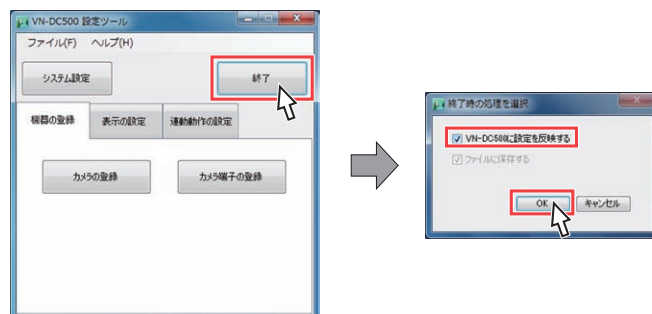 VN-DC500 設定ツール
ファイル(F) ヘルプ(H)
システム設定
終了
機器の登録 表示の設定 連動動作の設定
カメラの登録
カメラ端子の登録
終了時の処理を選択
VN-DC500に設定を反映する
ファイルに保存する
OK
キャンセル